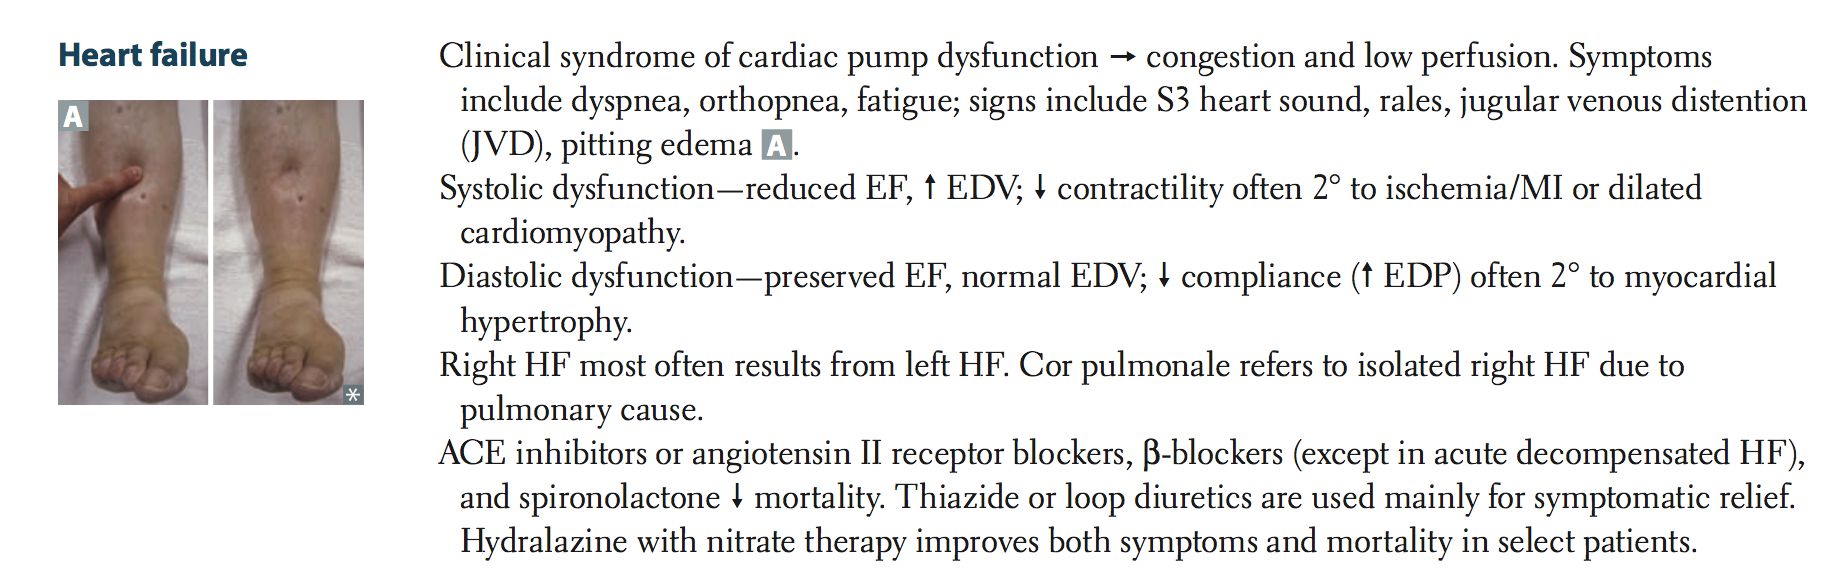 Heart failure
A
*
Clinical syndrome of cardiac pump dysfunction → congestion and low perfusion. Symptoms
include dyspnea, orthopnea, fatigue; signs include S3 heart sound, rales, jugular venous distention
(JVD), pitting edema A.
Systolic dysfunction—reduced EF, ↑ EDV; ↓ contractility often 2° to ischemia/MI or dilated
cardiomyopathy.
Diastolic dysfunction—preserved EF, normal EDV; ↓ compliance (↑ EDP) often 2° to myocardial
hypertrophy.
Right HF most often results from left HF. Cor pulmonale refers to isolated right HF due to
pulmonary cause.
ACE inhibitors or angiotensin II receptor blockers, β-blockers (except in acute decompensated HF),
and spironolactone ↓ mortality. Thiazide or loop diuretics are used mainly for symptomatic relief.
Hydralazine with nitrate therapy improves both symptoms and mortality in select patients.